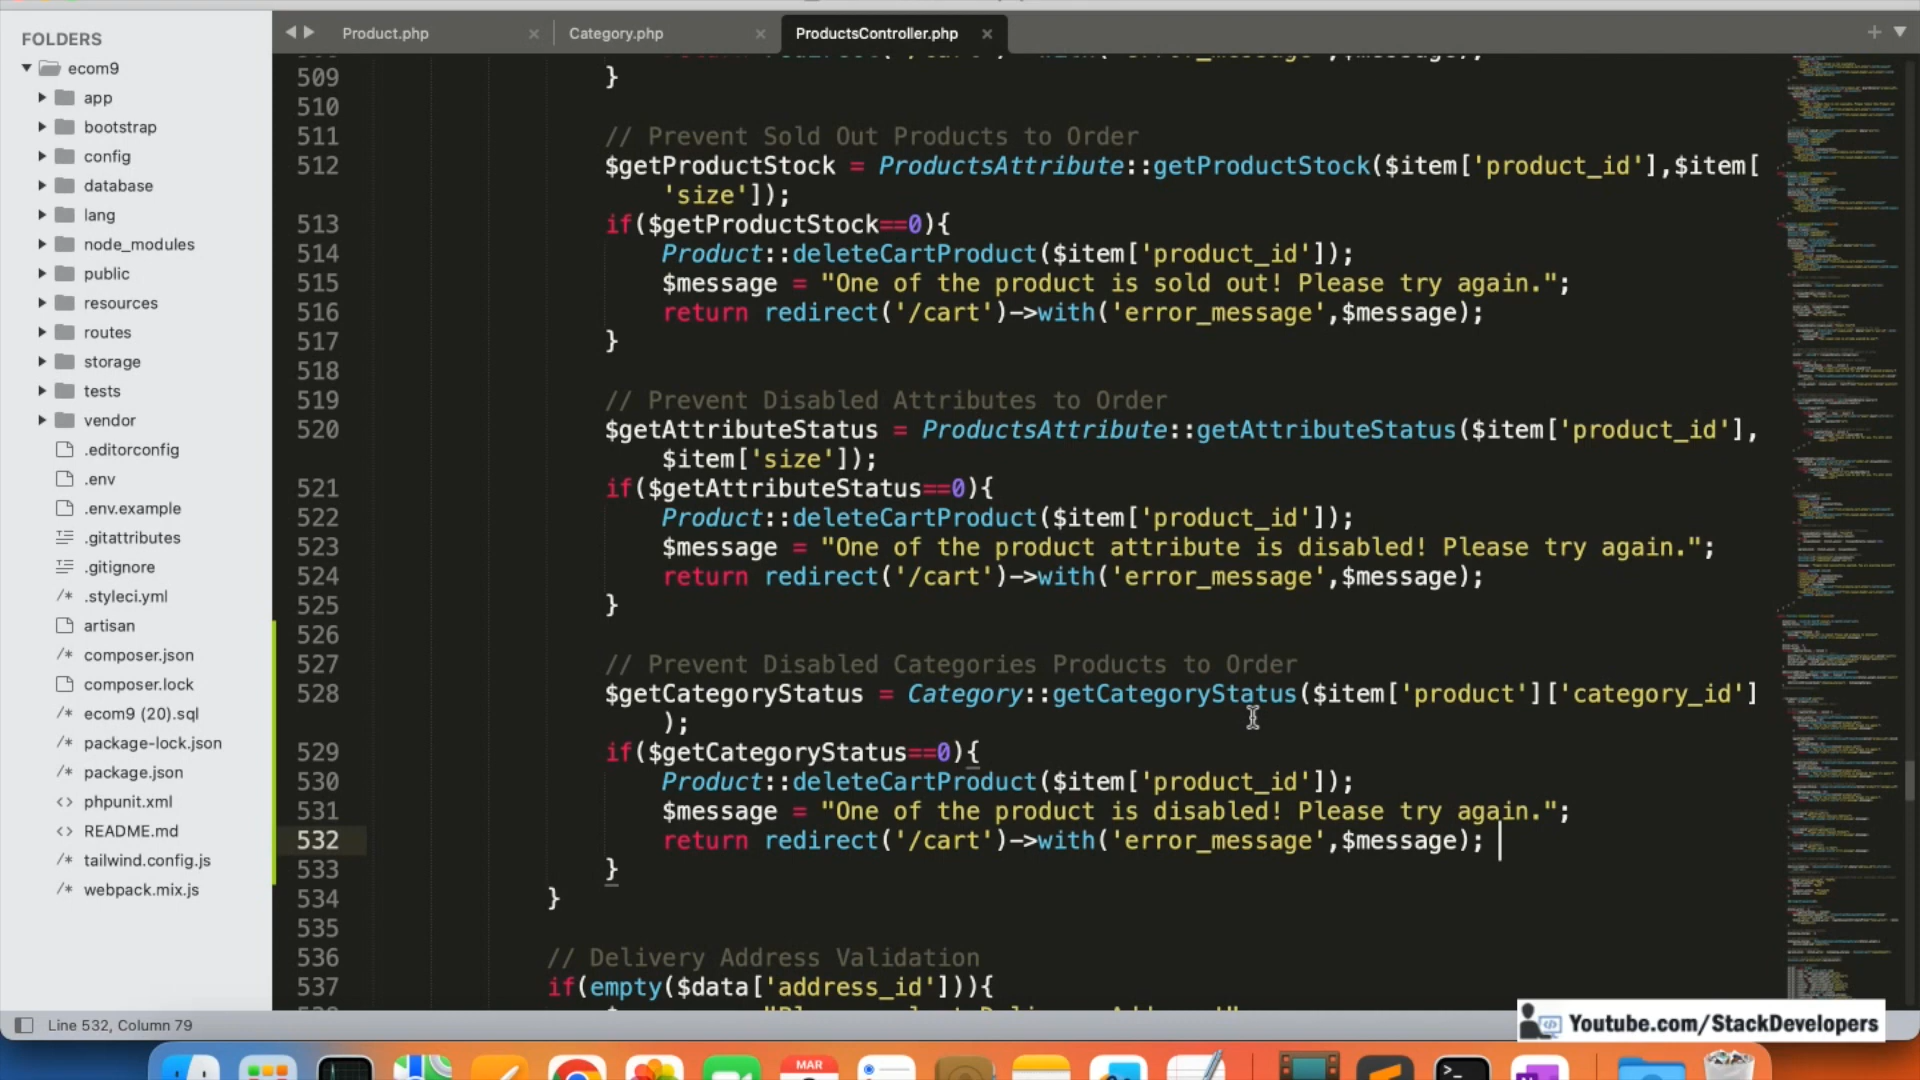 FOLDERS
ecom9
app
bootstrap
config
database
lang
node_modules
public
resources
routes
storage
tests
vendor
.editorconfig
.env
.env.example
.gitattributes
.gitignore
/* .styleci.yml
artisan
/* composer.json
composer.lock
/* ecom9 (20).sql
/* package-lock.json
/* package.json
<> phpunit.xml
<> README.md
/* tailwind.config.js
/* webpack.mix.js
Product.php × Category.php × ProductsController.php ×
509 }
510
511 // Prevent Sold Out Products to Order
512 $getProductStock = ProductsAttribute::getProductStock($item['product_id'],$item[
'size']);
513 if($getProductStock==0){
514 Product::deleteCartProduct($item['product_id']);
515 $message = "One of the product is sold out! Please try again.";
516 return redirect('/cart')->with('error_message',$message);
517 }
518
519 // Prevent Disabled Attributes to Order
520 $getAttributeStatus = ProductsAttribute::getAttributeStatus($item['product_id'],
$item['size']);
521 if($getAttributeStatus==0){
522 Product::deleteCartProduct($item['product_id']);
523 $message = "One of the product attribute is disabled! Please try again.";
524 return redirect('/cart')->with('error_message',$message);
525 }
526
527 // Prevent Disabled Categories Products to Order
528 $getCategoryStatus = Category::getCategoryStatus($item['product']['category_id']
);
529 if($getCategoryStatus==0){
530 Product::deleteCartProduct($item['product_id']);
531 $message = "One of the product is disabled! Please try again.";
532 return redirect('/cart')->with('error_message',$message);
533 }
534 }
535
536 // Delivery Address Validation
537 if(empty($data['address_id'])){
Line 532, Column 79
Youtube.com/StackDevelopers
MAR